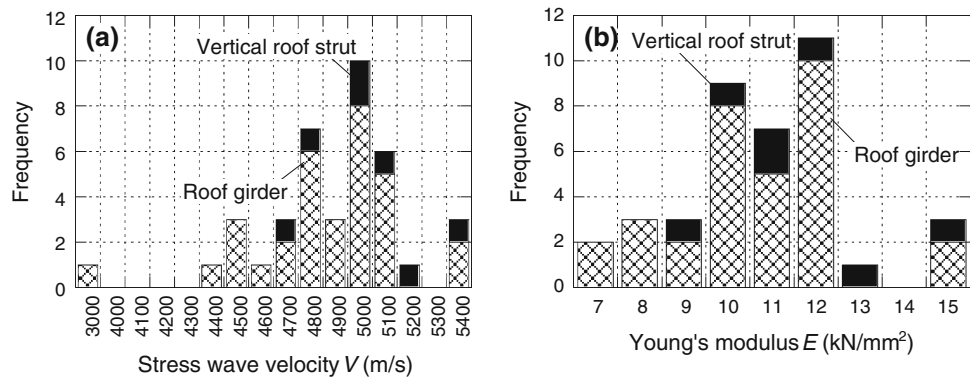 (a)
Vertical roof strut
Roof girder
Frequency
12
10
8
6
4
2
0
3000 4000 4100 4200 4300 4400 4500 4600 4700 4800 4900 5000 5100 5200 5300 5400
Stress wave velocity V (m/s)
(b)
Vertical roof strut
Roof girder
Frequency
12
10
8
6
4
2
0
7 8 9 10 11 12 13 14 15
Young's modulus E (kN/mm²)